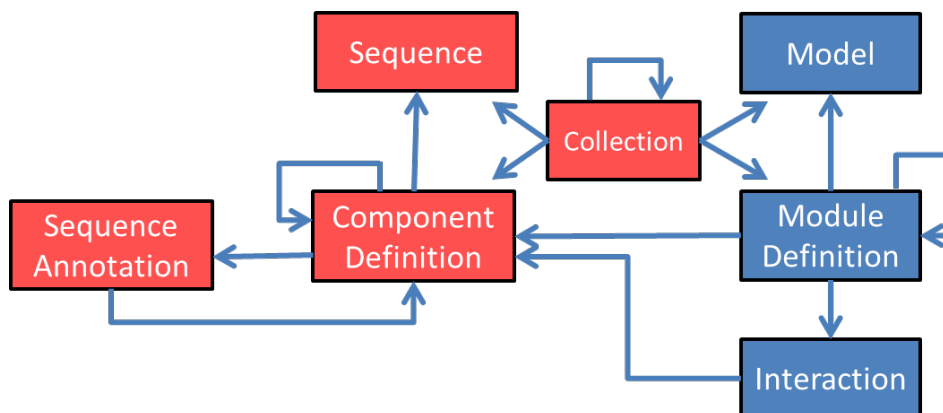 Sequence
Model
Collection
Sequence
Annotation
Component
Definition
Module
Definition
Interaction